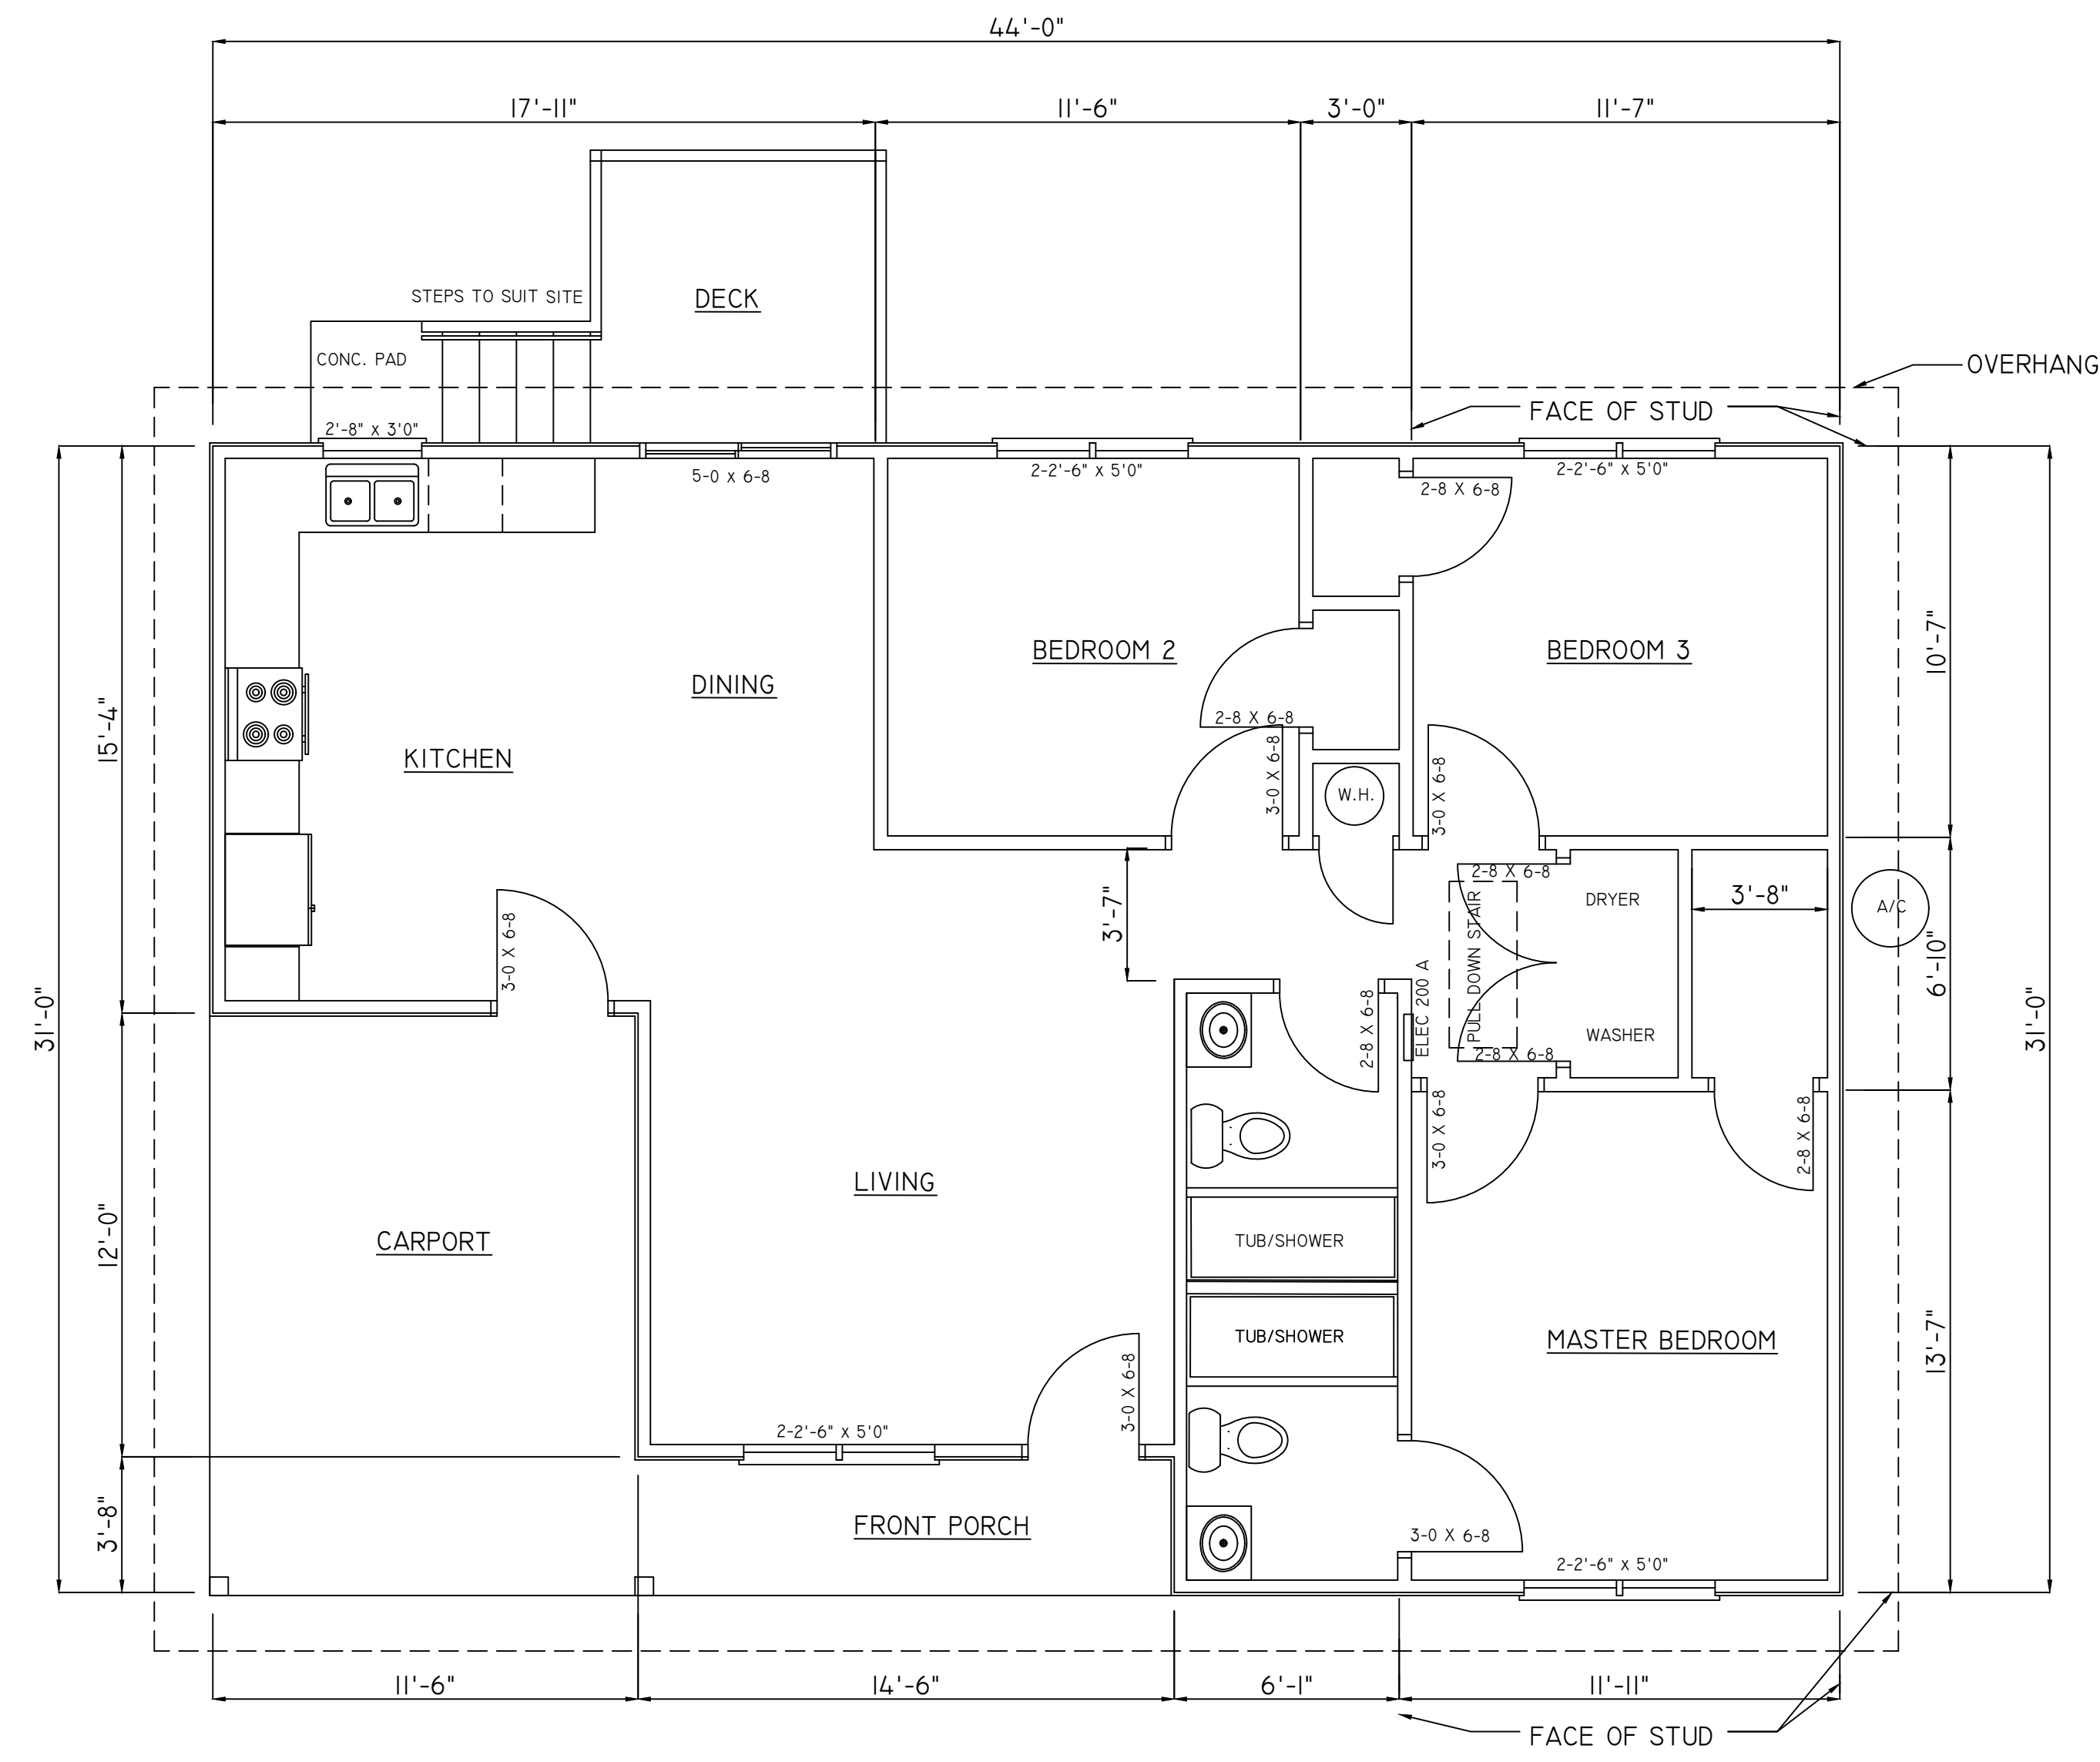 44'-0"
17'-11"
11'-6"
3'-0"
11'-7"
DECK
STEPS TO SUIT SITE
CONC. PAD
OVERHANG
FACE OF STUD
2'-8" x 3'0"
5-0 x 6-8
2-2'-6" x 5'0"
2-2'-6" x 5'0"
2-8 X 6-8
BEDROOM 2
BEDROOM 3
10'-7"
DINING
15'-4"
KITCHEN
2-8 X 6-8
3-0 X 6-8
W.H.
3-0 X 6-8
2-8 X 6-8
DRYER
3'-8"
A/C
3'-7"
3-0 X 6-8
PULL DOWN STAIR
6'-10"
ELEC 200 A
31'-0"
31'-0"
2-8 X 6-8
WASHER
2-8 X 6-8
3-0 X 6-8
2-8 X 6-8
LIVING
12'-0"
CARPORT
TUB/SHOWER
TUB/SHOWER
MASTER BEDROOM
13'-7"
3-0 X 6-8
2-2'-6" x 5'0"
3'-8"
FRONT PORCH
3-0 X 6-8
2-2'-6" x 5'0"
11'-6"
14'-6"
6'-1"
11'-11"
FACE OF STUD